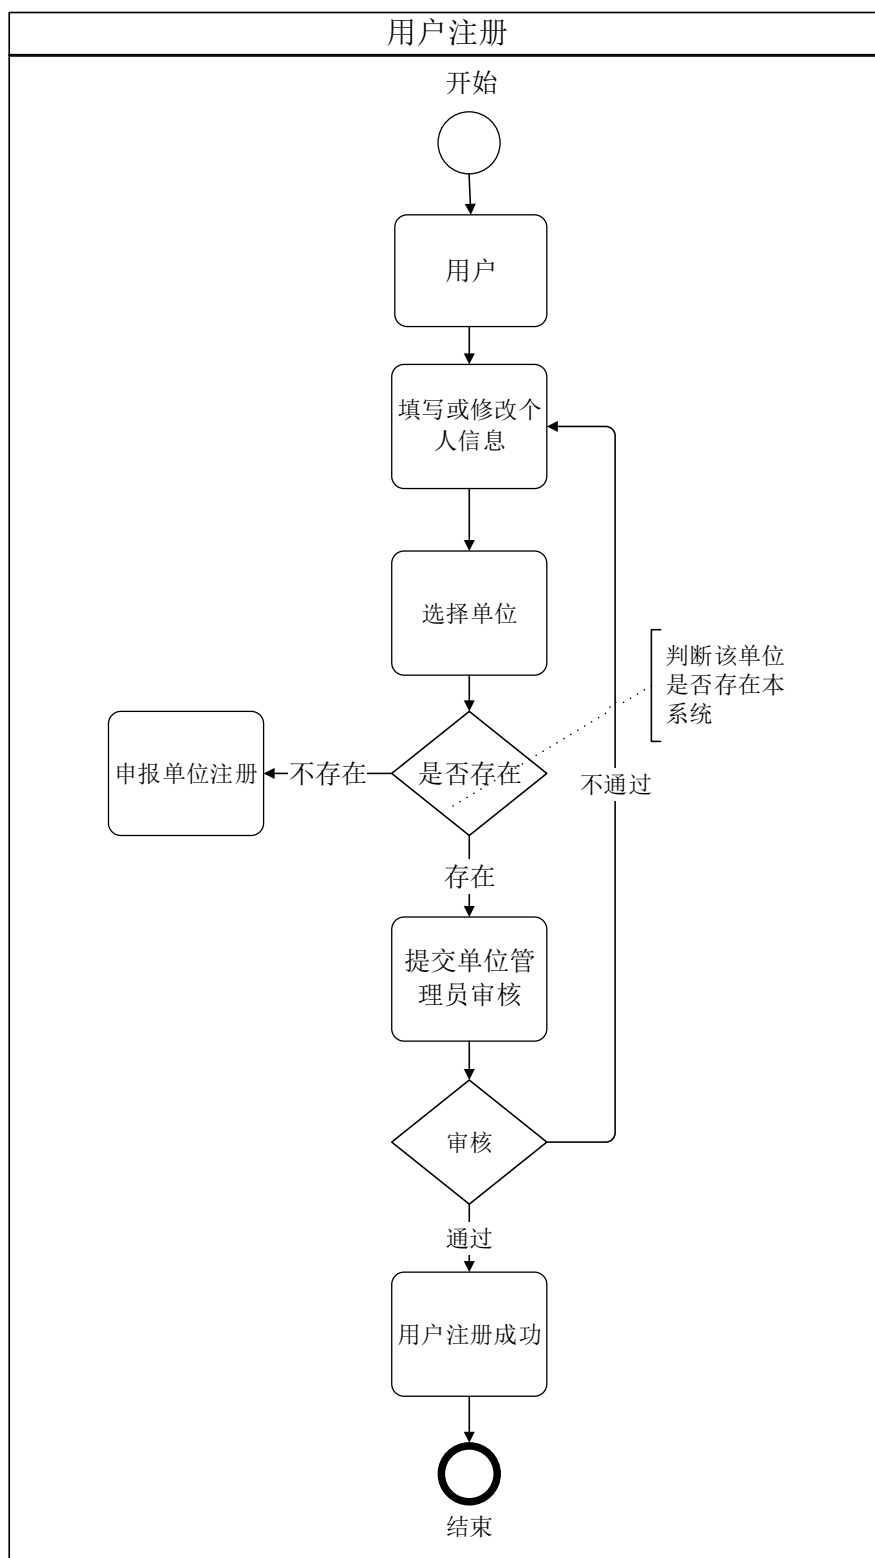 用户注册
开始
用户
填写或修改个
人信息
选择单位
判断该单位
是否存在本
系统
申报单位注册
不存在
是否存在
不通过
存在
提交单位管
理员审核
审核
通过
用户注册成功
结束